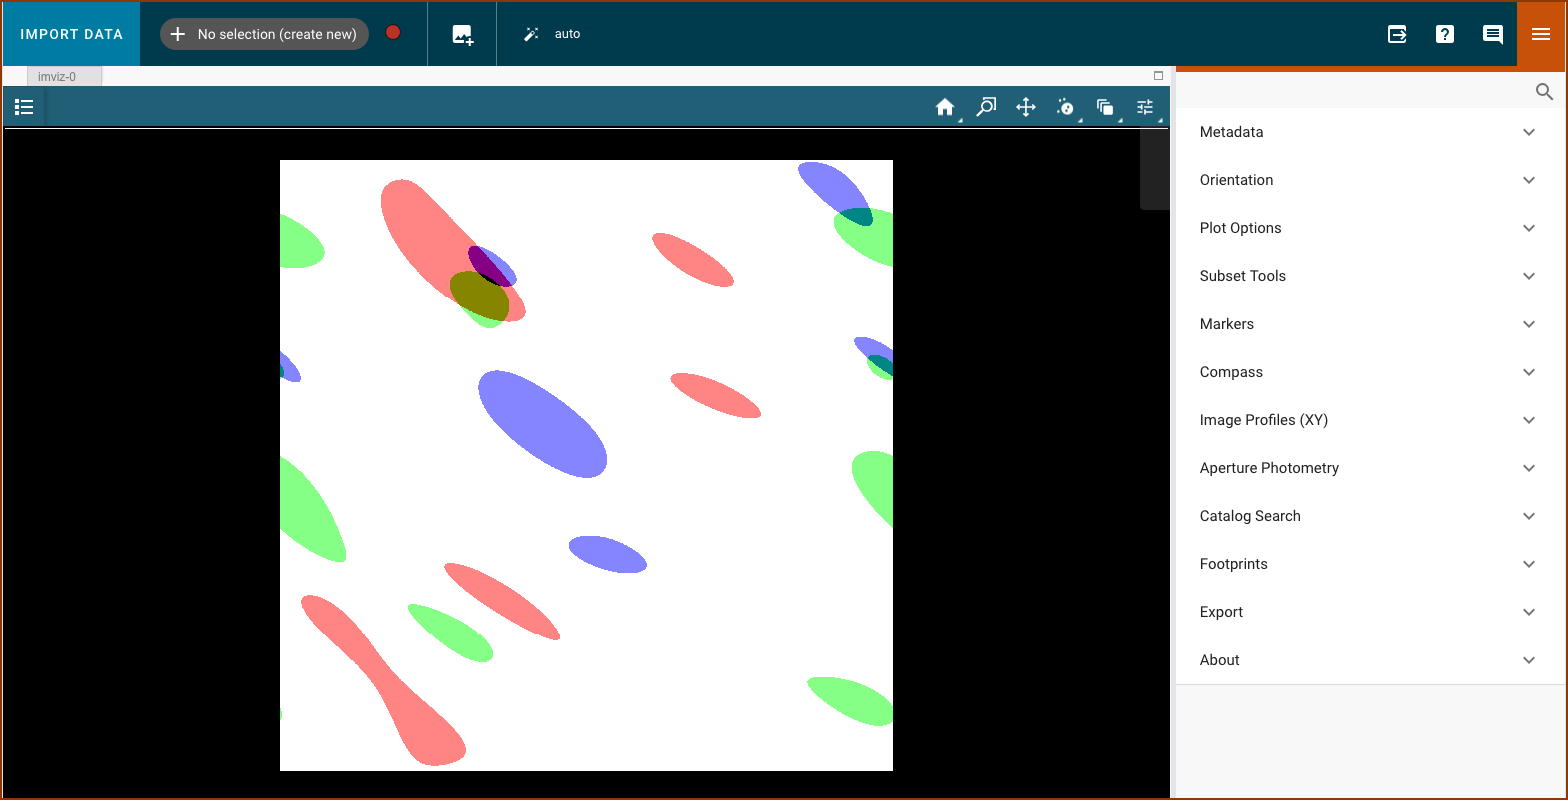 IMPORT DATA
No selection (create new)
auto
imviz-0
Metadata
Orientation
Plot Options
Subset Tools
Markers
Compass
Image Profiles (XY)
Aperture Photometry
Catalog Search
Footprints
Export
About